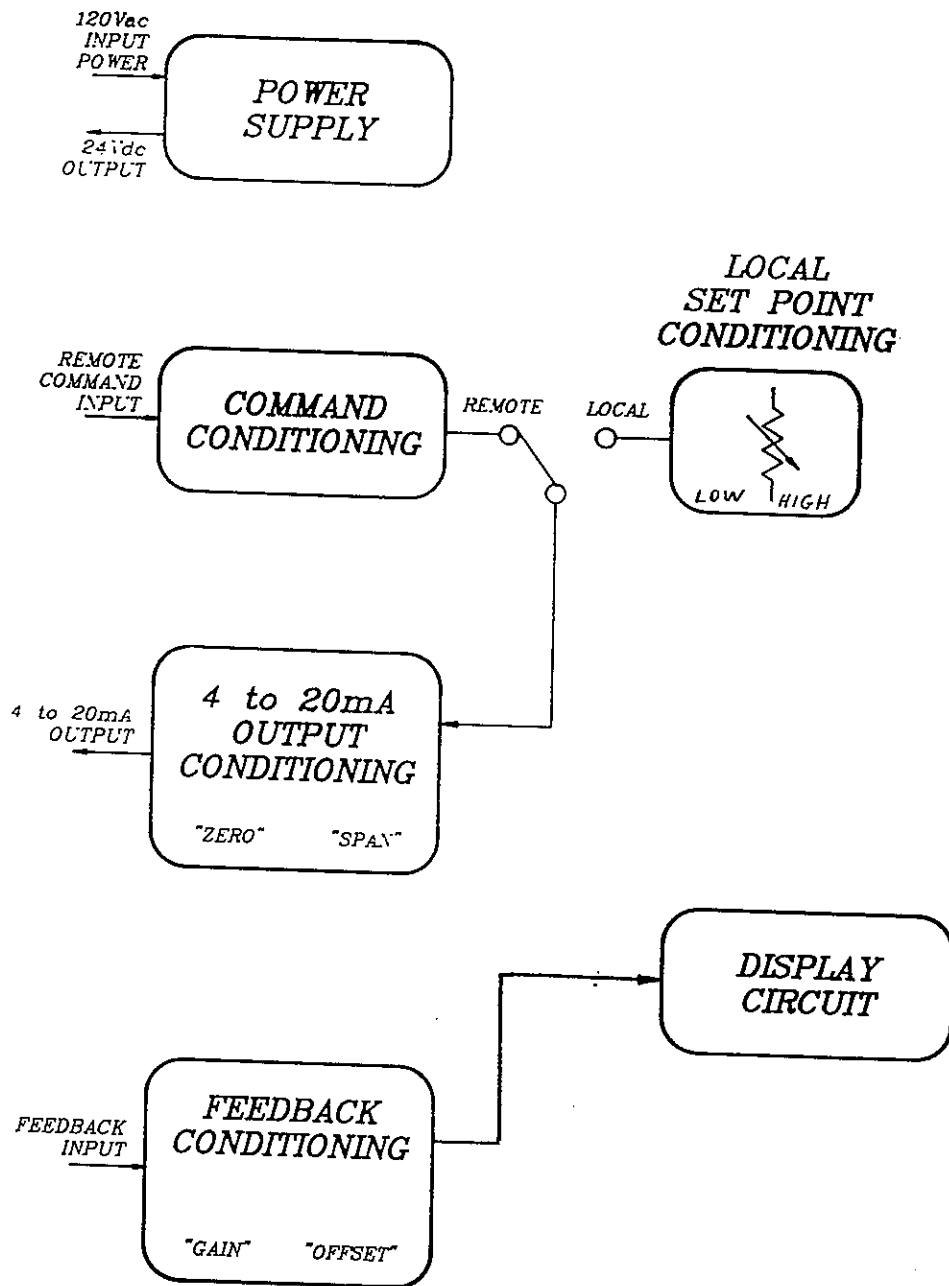 120Vac
INPUT
POWER
POWER
SUPPLY
24Vdc
OUTPUT
LOCAL
SET POINT
CONDITIONING
REMOTE
COMMAND
INPUT
COMMAND
CONDITIONING
REMOTE
LOCAL
LOW HIGH
4 to 20mA
OUTPUT
4 to 20mA
OUTPUT
CONDITIONING
"ZERO" "SPAN"
DISPLAY
CIRCUIT
FEEDBACK
INPUT
FEEDBACK
CONDITIONING
"GAIN" "OFFSET"